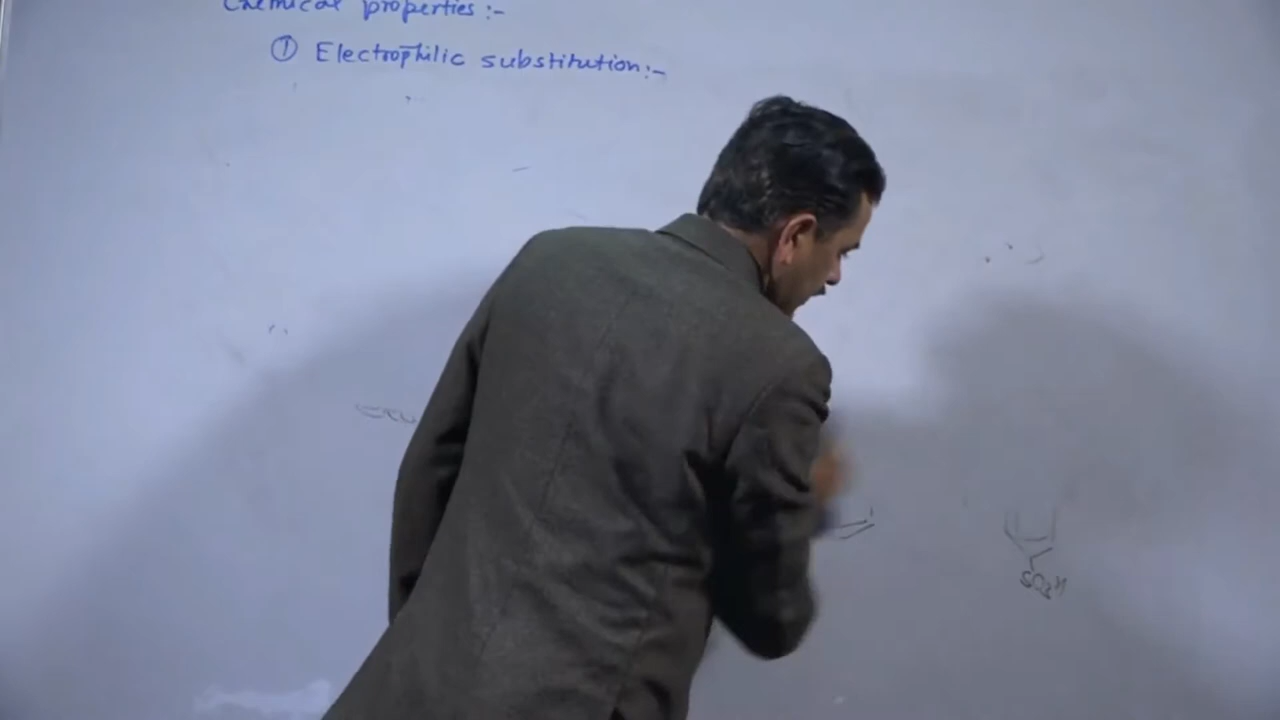 Chemical properties :-
① Electrophilic substitution:-
SO3H